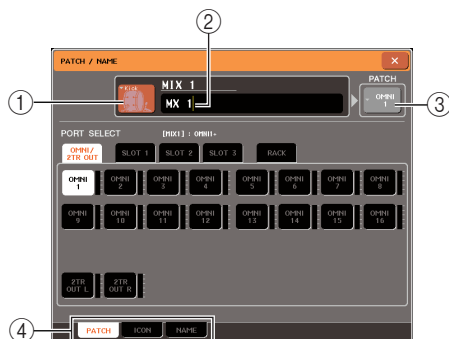 ②
PATCH / NAME
×
Kick
MIX 1
MX 1
PATCH
OMNI 1
①
③
PORT SELECT
[MIX1] : OMNI1-
OMNI/ 2TR OUT
SLOT 1
SLOT 2
SLOT 3
RACK
OMNI 1
OMNI 2
OMNI 3
OMNI 4
OMNI 5
OMNI 6
OMNI 7
OMNI 8
OMNI 9
OMNI 10
OMNI 11
OMNI 12
OMNI 13
OMNI 14
OMNI 15
OMNI 16
2TR OUT L
2TR OUT R
④
PATCH
ICON
NAME